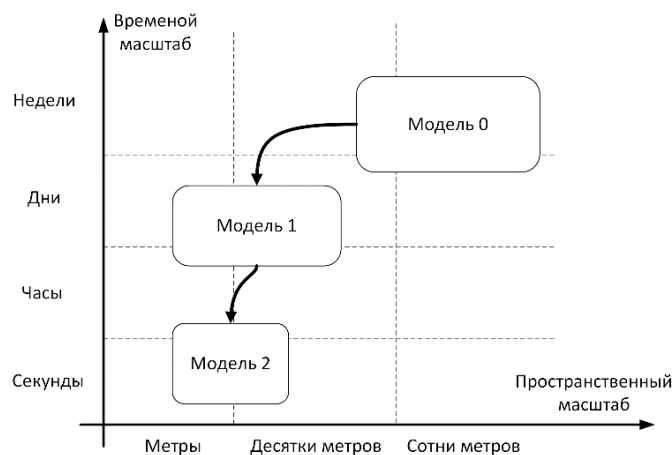 Временой
масштаб
Недели
Модель 0
Дни
Модель 1
Часы
Модель 2
Секунды
Пространственный
масштаб
Метры
Десятки метров
Сотни метров